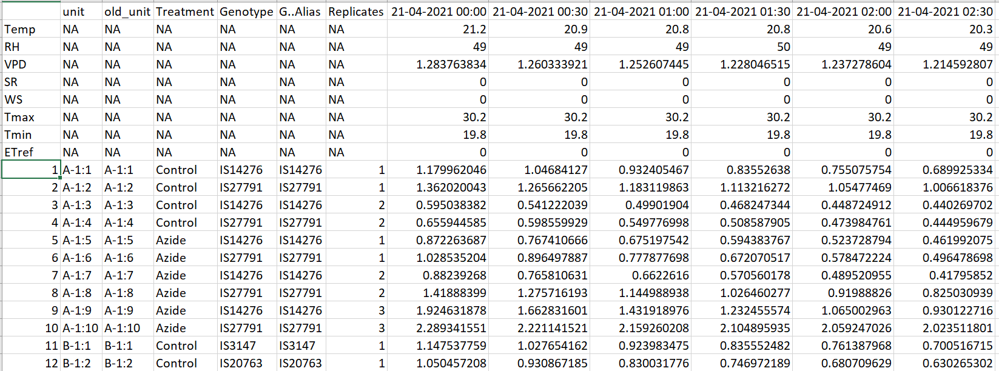 unit old_unit Treatment Genotype G..Alias Replicates 21-04-2021 00:00 21-04-2021 00:30 21-04-2021 01:00 21-04-2021 01:30 21-04-2021 02:00 21-04-2021 02:30
Temp NA NA NA NA NA NA 21.2 20.9 20.8 20.8 20.6 20.3
RH NA NA NA NA NA NA 49 49 49 50 49 49
VPD NA NA NA NA NA NA 1.283763834 1.260333921 1.252607445 1.228046515 1.237278604 1.214592807
SR NA NA NA NA NA NA 0 0 0 0 0 0
WS NA NA NA NA NA NA 0 0 0 0 0 0
Tmax NA NA NA NA NA NA 30.2 30.2 30.2 30.2 30.2 30.2
Tmin NA NA NA NA NA NA 19.8 19.8 19.8 19.8 19.8 19.8
ETref NA NA NA NA NA NA 0 0 0 0 0 0
1 A-1:1 A-1:1 Control IS14276 IS14276 1 1.179962046 1.04684127 0.932405467 0.83552638 0.755075754 0.689925334
2 A-1:2 A-1:2 Control IS27791 IS27791 1 1.362020043 1.265662205 1.183119863 1.113216272 1.05477469 1.006618376
3 A-1:3 A-1:3 Control IS14276 IS14276 2 0.595038382 0.541222039 0.49901904 0.468247344 0.448724912 0.440269702
4 A-1:4 A-1:4 Control IS27791 IS27791 2 0.655944585 0.598559929 0.549776998 0.508587905 0.473984761 0.444959679
5 A-1:5 A-1:5 Azide IS14276 IS14276 1 0.872263687 0.767410666 0.675197542 0.594383767 0.523728794 0.461992075
6 A-1:6 A-1:6 Azide IS27791 IS27791 1 1.028535204 0.896497887 0.777877698 0.672070517 0.578472224 0.496478698
7 A-1:7 A-1:7 Azide IS14276 IS14276 2 0.88239268 0.765810631 0.6622616 0.570560178 0.489520955 0.41795852
8 A-1:8 A-1:8 Azide IS27791 IS27791 2 1.41888399 1.275716193 1.144988938 1.026460277 0.91988826 0.825030939
9 A-1:9 A-1:9 Azide IS14276 IS14276 3 1.924631878 1.662831601 1.431918976 1.232455574 1.065002963 0.930122716
10 A-1:10 A-1:10 Azide IS27791 IS27791 3 2.289341551 2.221141521 2.159260208 2.104895935 2.059247026 2.023511801
11 B-1:1 B-1:1 Control IS3147 IS3147 1 1.147537759 1.027654162 0.923983475 0.835552482 0.761387968 0.700516715
12 B-1:2 B-1:2 Control IS20763 IS20763 1 1.050457208 0.930867185 0.830031776 0.746972189 0.680709629 0.630265302